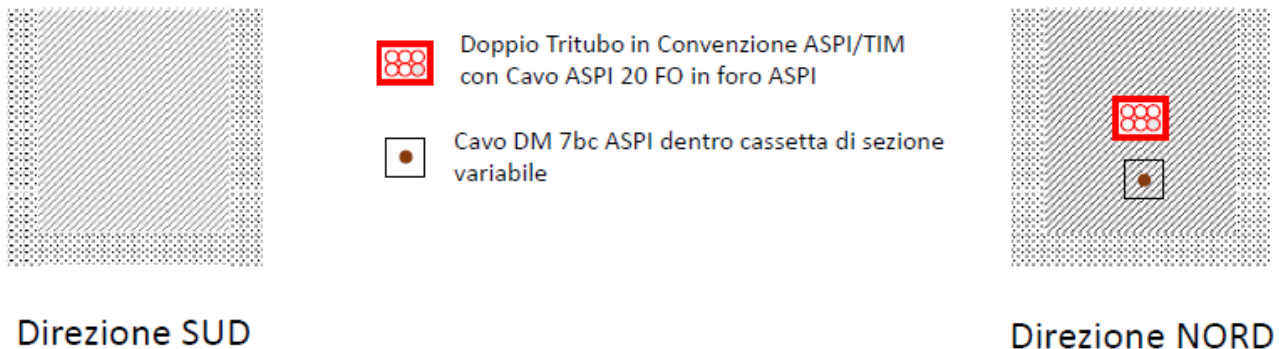 Doppio Tritubo in Convenzione ASPI/TIM
con Cavo ASPI 20 FO in foro ASPI
Cavo DM 7bc ASPI dentro cassetta di sezione
variabile
Direzione SUD
Direzione NORD